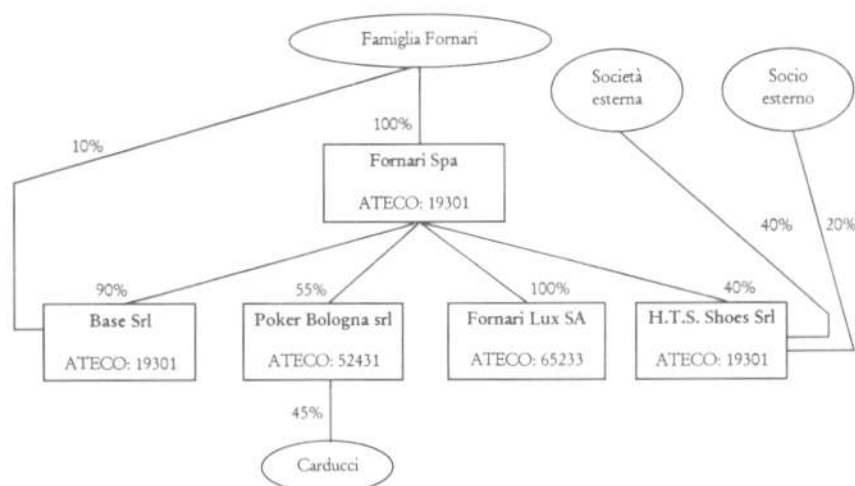 Famiglia Fornari
Società
esterna
Socio
esterno
10%
100%
Fornari Spa
ATECO: 19301
40%
20%
90%
55%
100%
40%
Base Srl
ATECO: 19301
Poker Bologna srl
ATECO: 52431
Fornari Lux SA
ATECO: 65233
H.T.S. Shoes Srl
ATECO: 19301
45%
Carducci